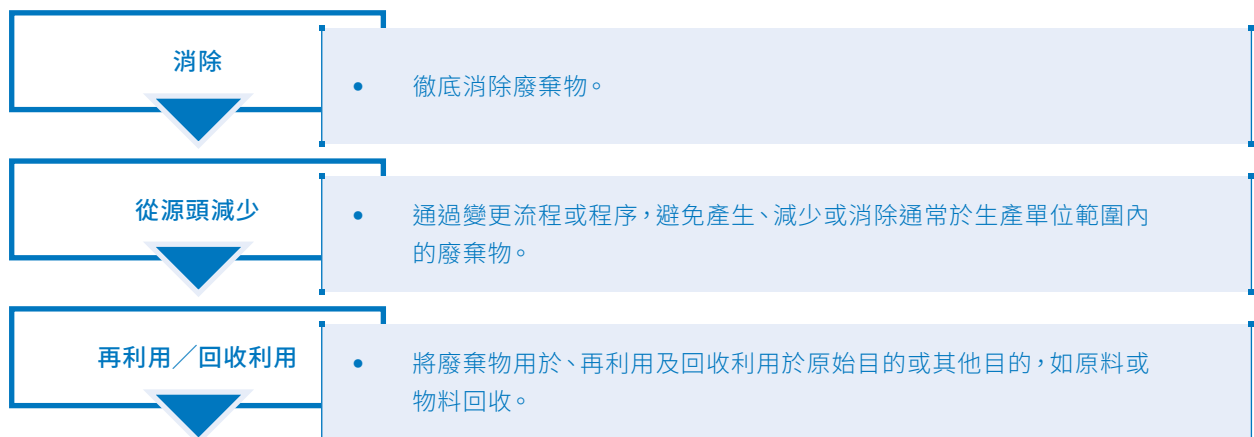 消除
• 徹底消除廢棄物。
從源頭減少
• 通過變更流程或程序，避免產生、減少或消除通常於生產單位範圍內
的廢棄物。
再利用／回收利用
• 將廢棄物用於、再利用及回收利用於原始目的或其他目的，如原料或
物料回收。